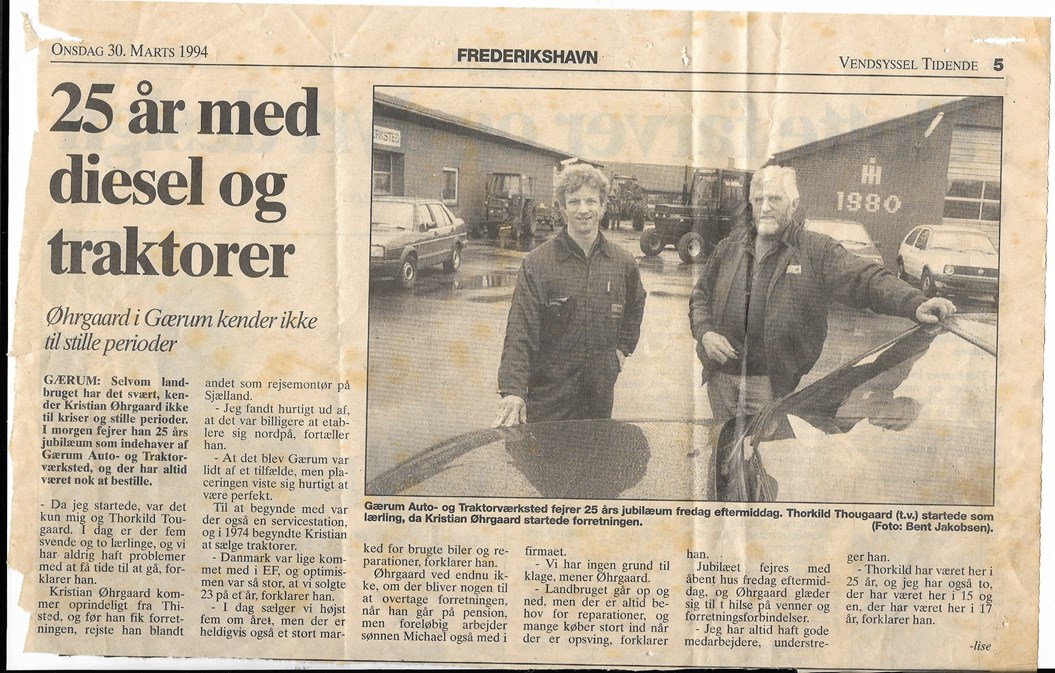 ONSDAG 30. MARTS 1994
FREDERIKSHAVN
VENDSYSSEL TIDENDE 5
25 år med
diesel og
traktorer
Øhrgaard i Gærum kender ikke
til stille perioder
RKSTED
1980
Gærum Auto- og Traktorværksted fejrer 25 års jubilæum fredag eftermiddag. Thorkild Thougaard (t.v.) startede som
lærling, da Kristian Øhrgaard startede forretningen.
(Foto: Bent Jakobsen).
GÆRUM: Selvom land-
bruget har det svært, ken-
der Kristian Øhrgaard ikke
til kriser og stille perioder.
I morgen fejrer han 25 års
jubilæum som indehaver af
Gærum Auto- og Traktor-
værksted, og der har altid
været nok at bestille.
- Da jeg startede, var det
kun mig og Thorkild Tou-
gaard. I dag er der fem
svende og to lærlinge, og vi
har aldrig haft problemer
med at få tide til at gå, for-
klarer han.
Kristian Øhrgaard kom-
mer oprindeligt fra Thi-
sted, og før han fik forret-
ningen, rejste han blandt
andet som rejsemontør på
Sjælland.
- Jeg fandt hurtigt ud af,
at det var billigere at etab-
lere sig nordpå, fortæller
han.
- At det blev Gærum var
lidt af et tilfælde, men pla-
ceringen viste sig hurtigt at
være perfekt.
Til at begynde med var
der også en servicestation,
og i 1974 begyndte Kristian
at sælge traktorer.
- Danmark var lige kom-
met med i EF, og optimis-
men var så stor, at vi solgte
23 på et år, forklarer han.
- I dag sælger vi højst
fem om året, men der er
heldigvis også et stort mar-
ked for brugte biler og re-
parationer, forklarer han.
Øhrgaard ved endnu ik-
ke, om der bliver nogen til
at overtage forretningen,
når han går på pension,
men foreløbig arbejder
sønnen Michael også med i
firmaet.
- Vi har ingen grund til
klage, mener Øhrgaard.
- Landbruget går op og
ned, men der er altid be-
hov for reparationer, og
mange køber stort ind når
der er opsving, forklarer
han.
Jubilæet fejres med
åbent hus fredag eftermid-
dag, og Øhrgaard glæder
sig til t hilse på venner og
forretningsforbindelser.
- Jeg har altid haft gode
medarbejdere, understre-
ger han.
- Thorkild har været her i
25 år, og jeg har også to,
der har været her i 15 og
en, der har været her i 17
år, forklarer han.
-lise